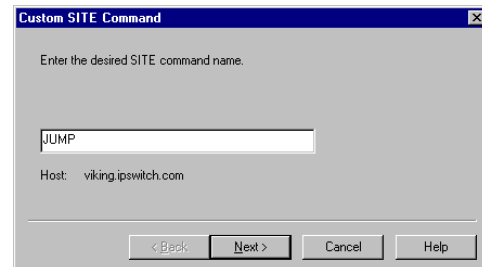 Custom SITE Command
Enter the desired SITE command name.
JUMP
Host: viking.ipswitch.com
< Back Next > Cancel Help